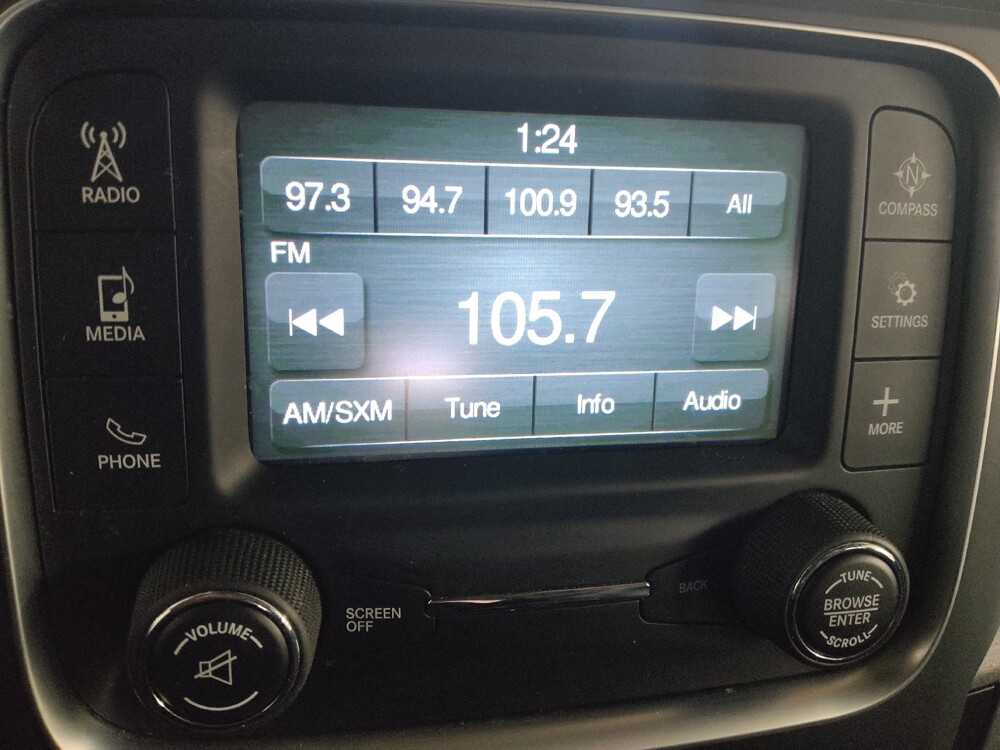 1:24
97.3 94.7 100.9 93.5 All
FM
105.7
AM/SXM Tune Info Audio
RADIO
MEDIA
PHONE
N
COMPASS
SETTINGS
MORE
VOLUME
SCREEN
OFF
BACK
TUNE
BROWSE
ENTER
SCROLL